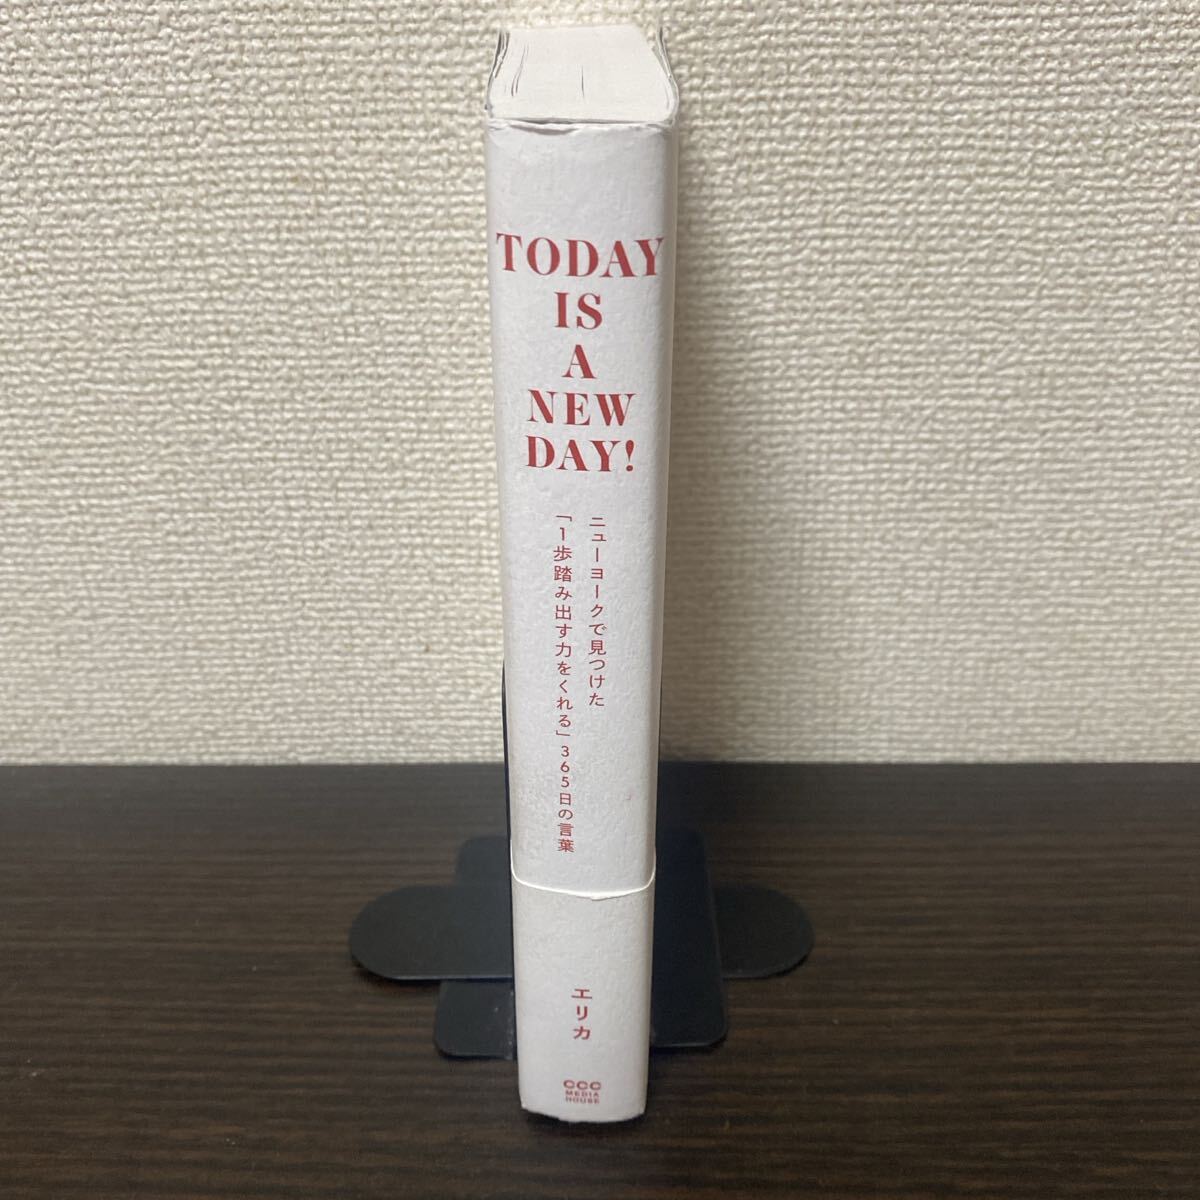 TODAY
IS
A
NEW
DAY!
ニューヨークで見つけた
「1歩踏み出す力をくれる」365日の言葉
エリカ
CCC
MEDIA
HOUSE